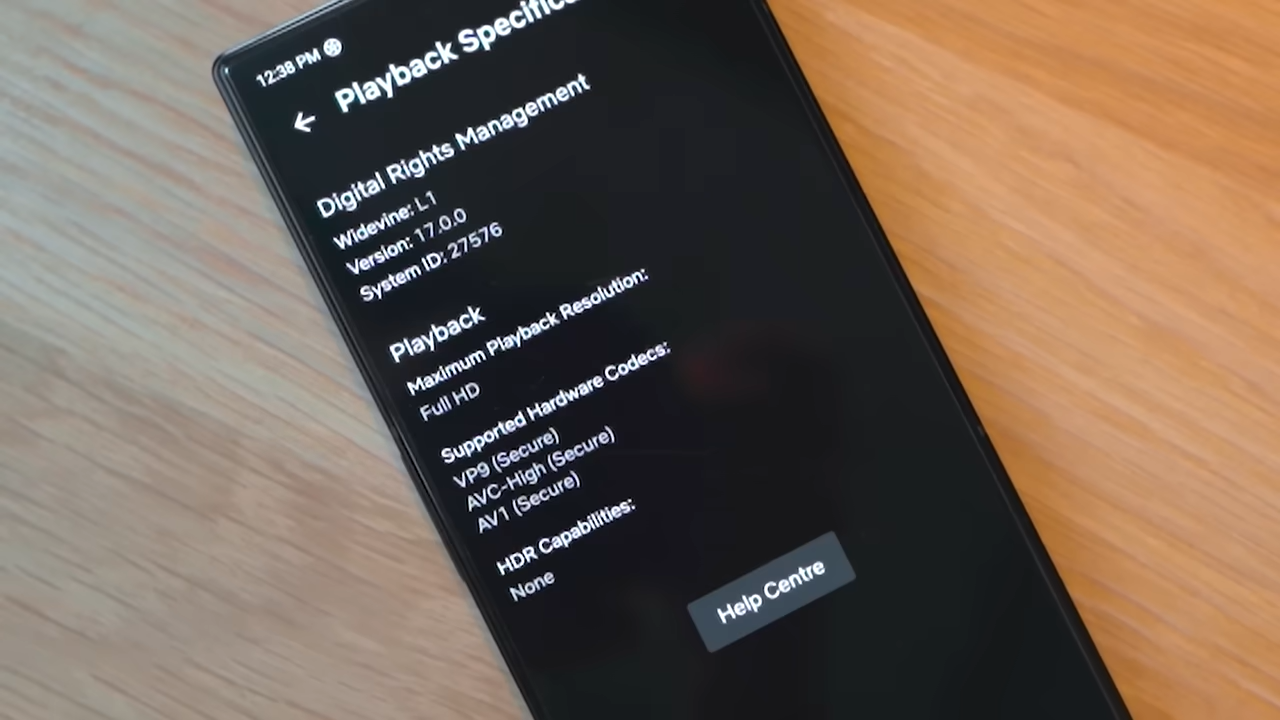 12:38 PM
Playback
Digital Rights Management
Widevine: L1
Version: 17.0.0
System ID: 27576
Playback
Maximum Playback Resolution:
Full HD
Supported Hardware Codecs:
VP9 (Secure)
AVC-High (Secure)
AV1 (Secure)
HDR Capabilities:
None
Help Centre